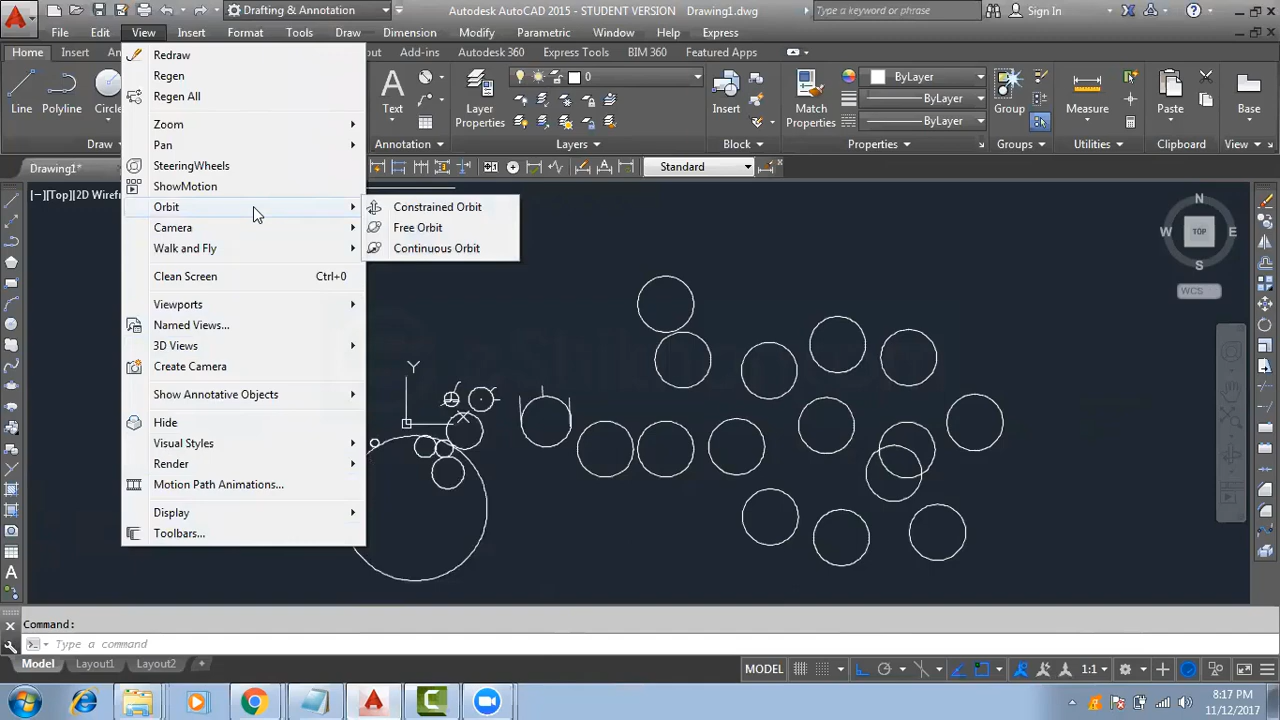 Drafting & Annotation
Autodesk AutoCAD 2015 - STUDENT VERSION Drawing1.dwg
Type a keyword or phrase
Sign In
File Edit View Insert Format Tools Draw Dimension Modify Parametric Window Help Express
Home Insert Add-ins Autodesk 360 Express Tools BIM 360 Featured Apps
Line
Polyline
Circle
Text
Layer
Properties
0
Insert
Match
Properties
ByLayer
ByLayer
ByLayer
Group
Measure
Paste
Base
Draw
Annotation
Layers
Block
Properties
Groups
Utilities
Clipboard
View
Drawing1*
Standard
[−][Top][2D Wirefr
Redraw
Regen
Regen All
Zoom
Pan
SteeringWheels
ShowMotion
Orbit
Camera
Walk and Fly
Clean Screen Ctrl+0
Viewports
Named Views...
3D Views
Create Camera
Show Annotative Objects
Hide
Visual Styles
Render
Motion Path Animations...
Display
Toolbars...
Constrained Orbit
Free Orbit
Continuous Orbit
N
W
TOP
E
S
WCS
Y
X
Command:
Type a command
Model Layout1 Layout2 +
MODEL
1:1
8:17 PM
11/12/2017